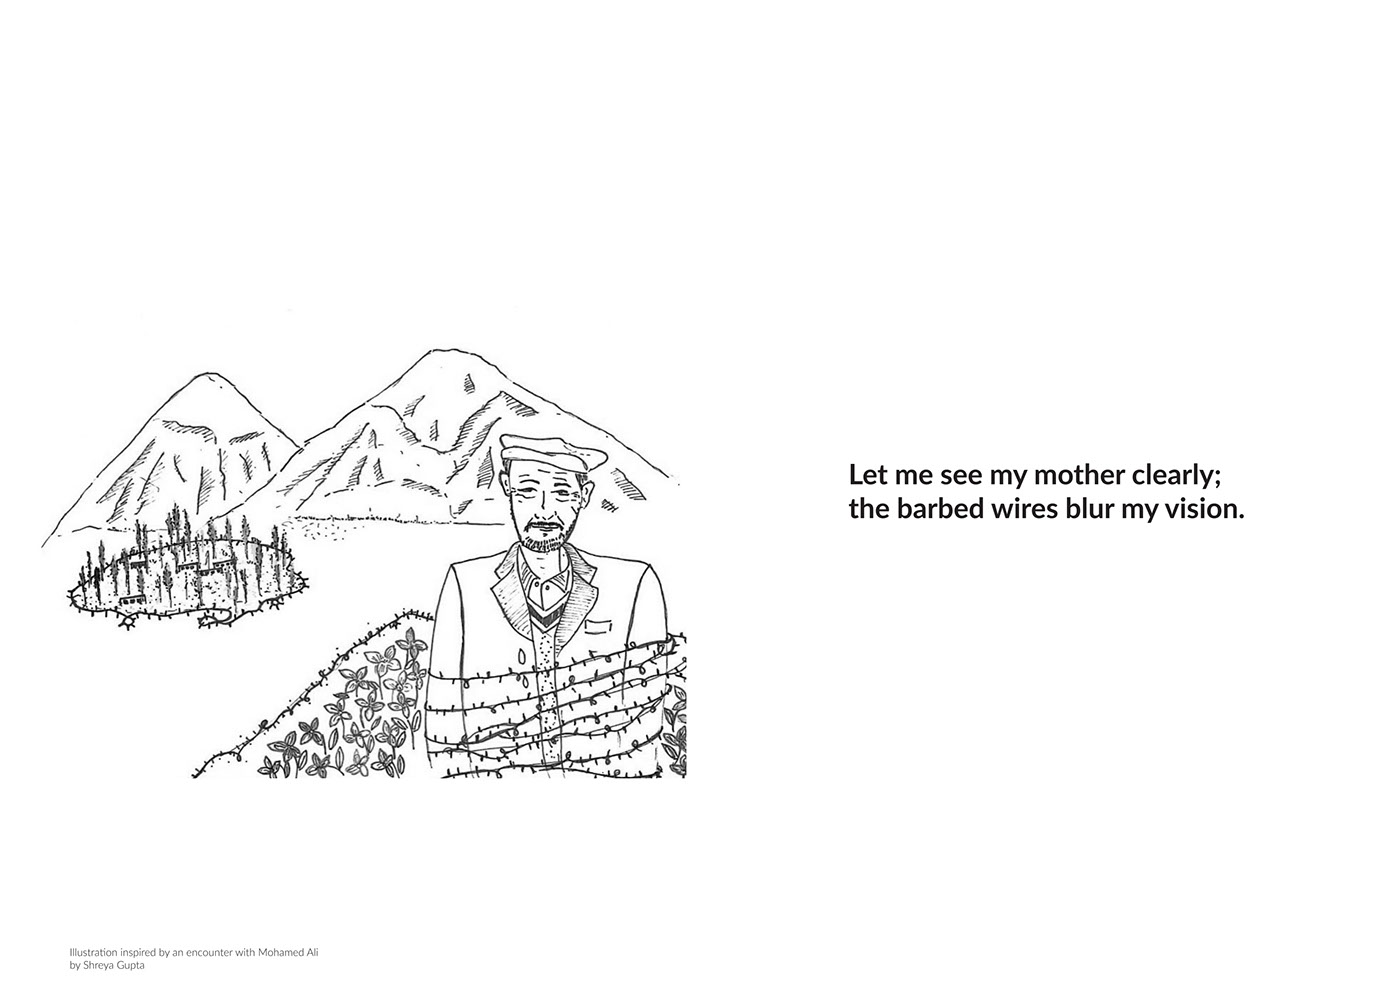 Let me see my mother clearly;
the barbed wires blur my vision.
Illustration inspired by an encounter with Mohamed Ali
by Shreya Gupta